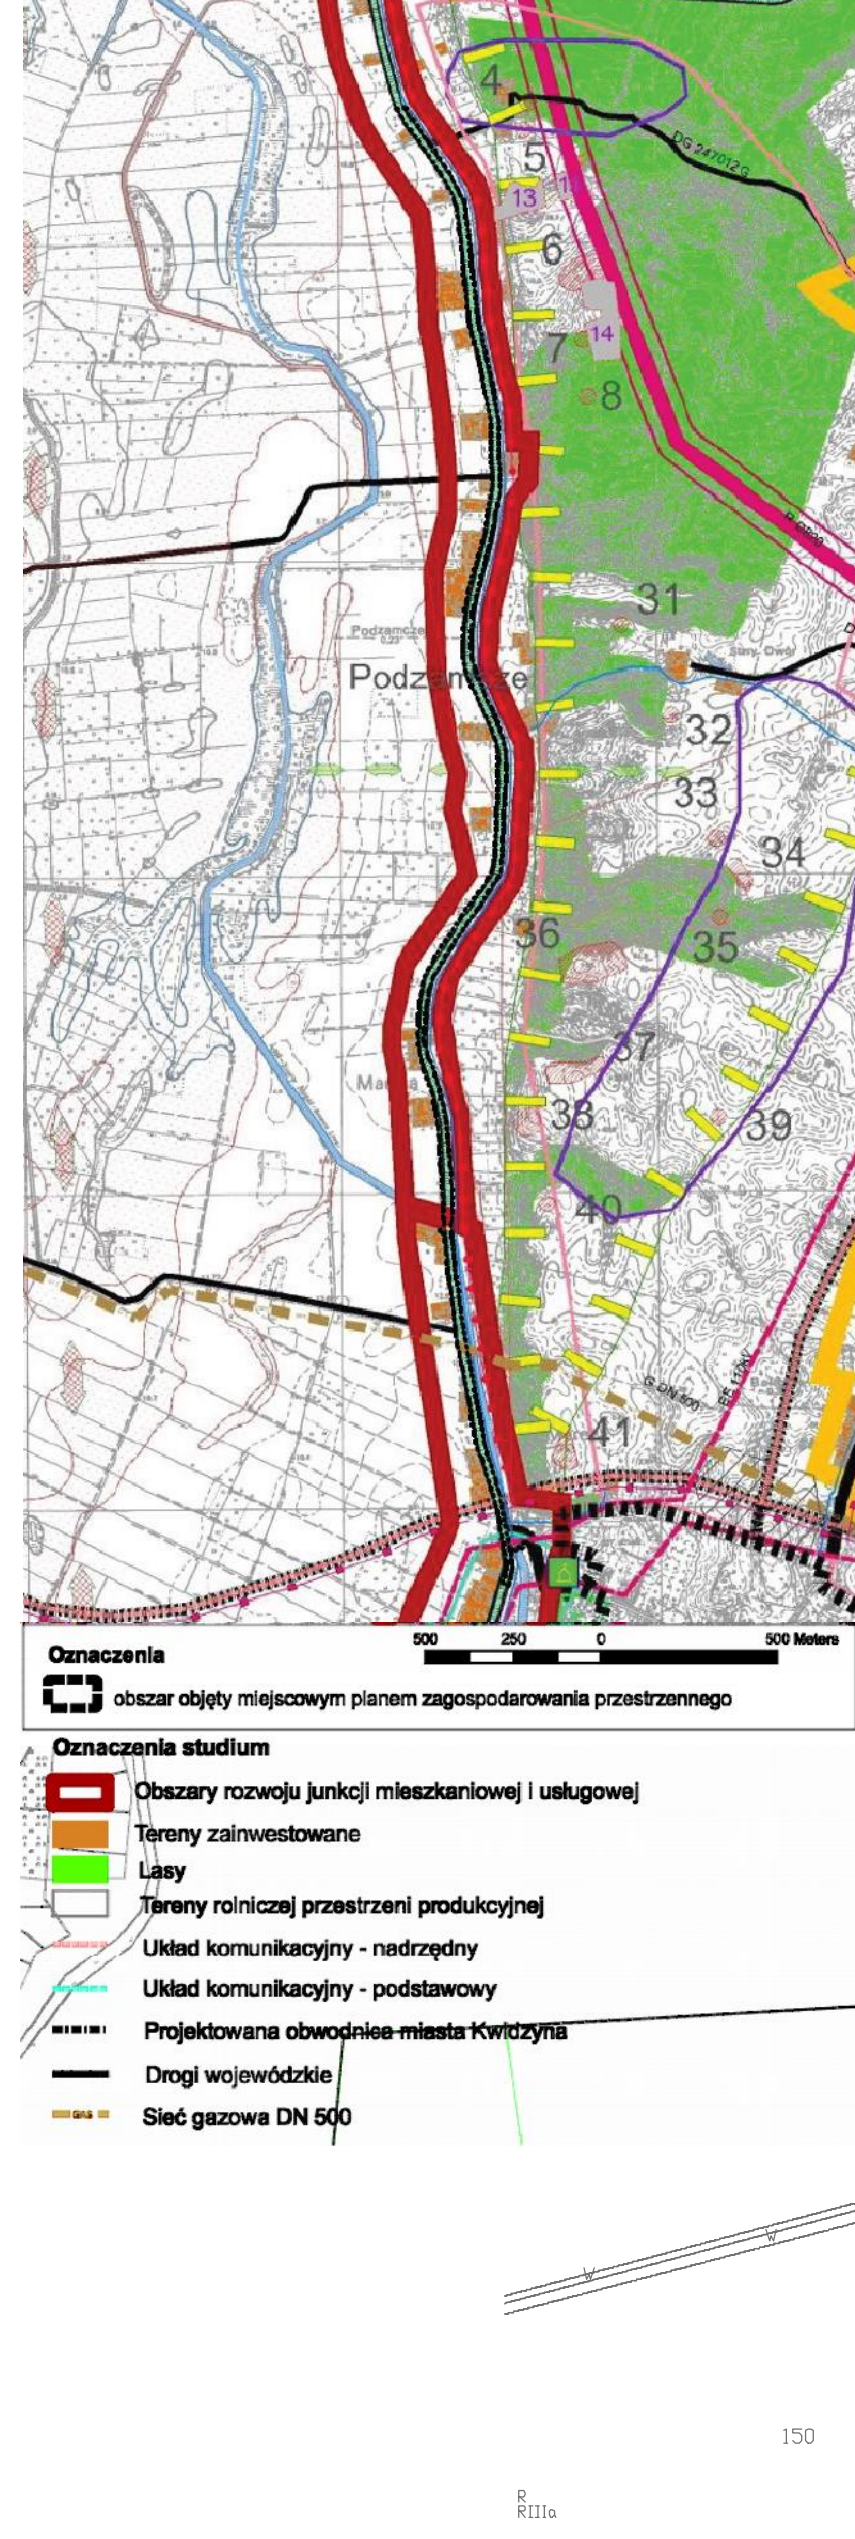 4
DG 247012G
5
13
6
14
7
8
31
Podzamcze
Podzamcze
32
33
34
36
35
37
38
39
40
G DN 500
41
Oznaczenia
500 250 0 500 Meters
obszar objęty miejscowym planem zagospodarowania przestrzennego
Oznaczenia studium
Obszary rozwoju junkcji mieszkaniowej i usługowej
Tereny zainwestowane
Lasy
Tereny rolniczej przestrzeni produkcyjnej
Układ komunikacyjny - nadrzędny
Układ komunikacyjny - podstawowy
Projektowana obwodnica miasta Kwidzyna
Drogi wojewódzkie
GAS
Sieć gazowa DN 500
W
W
150
R
RIIIa